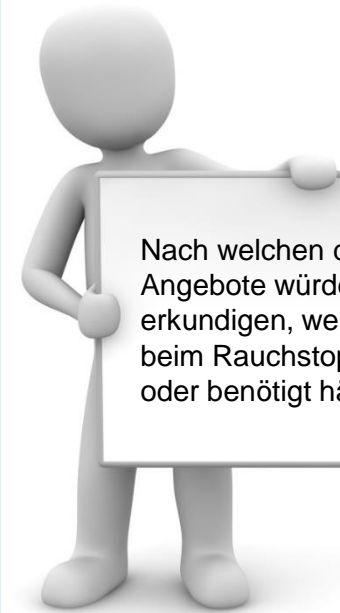 Nach welchen
Angebote
erkundigen,
beim
oder benötigt